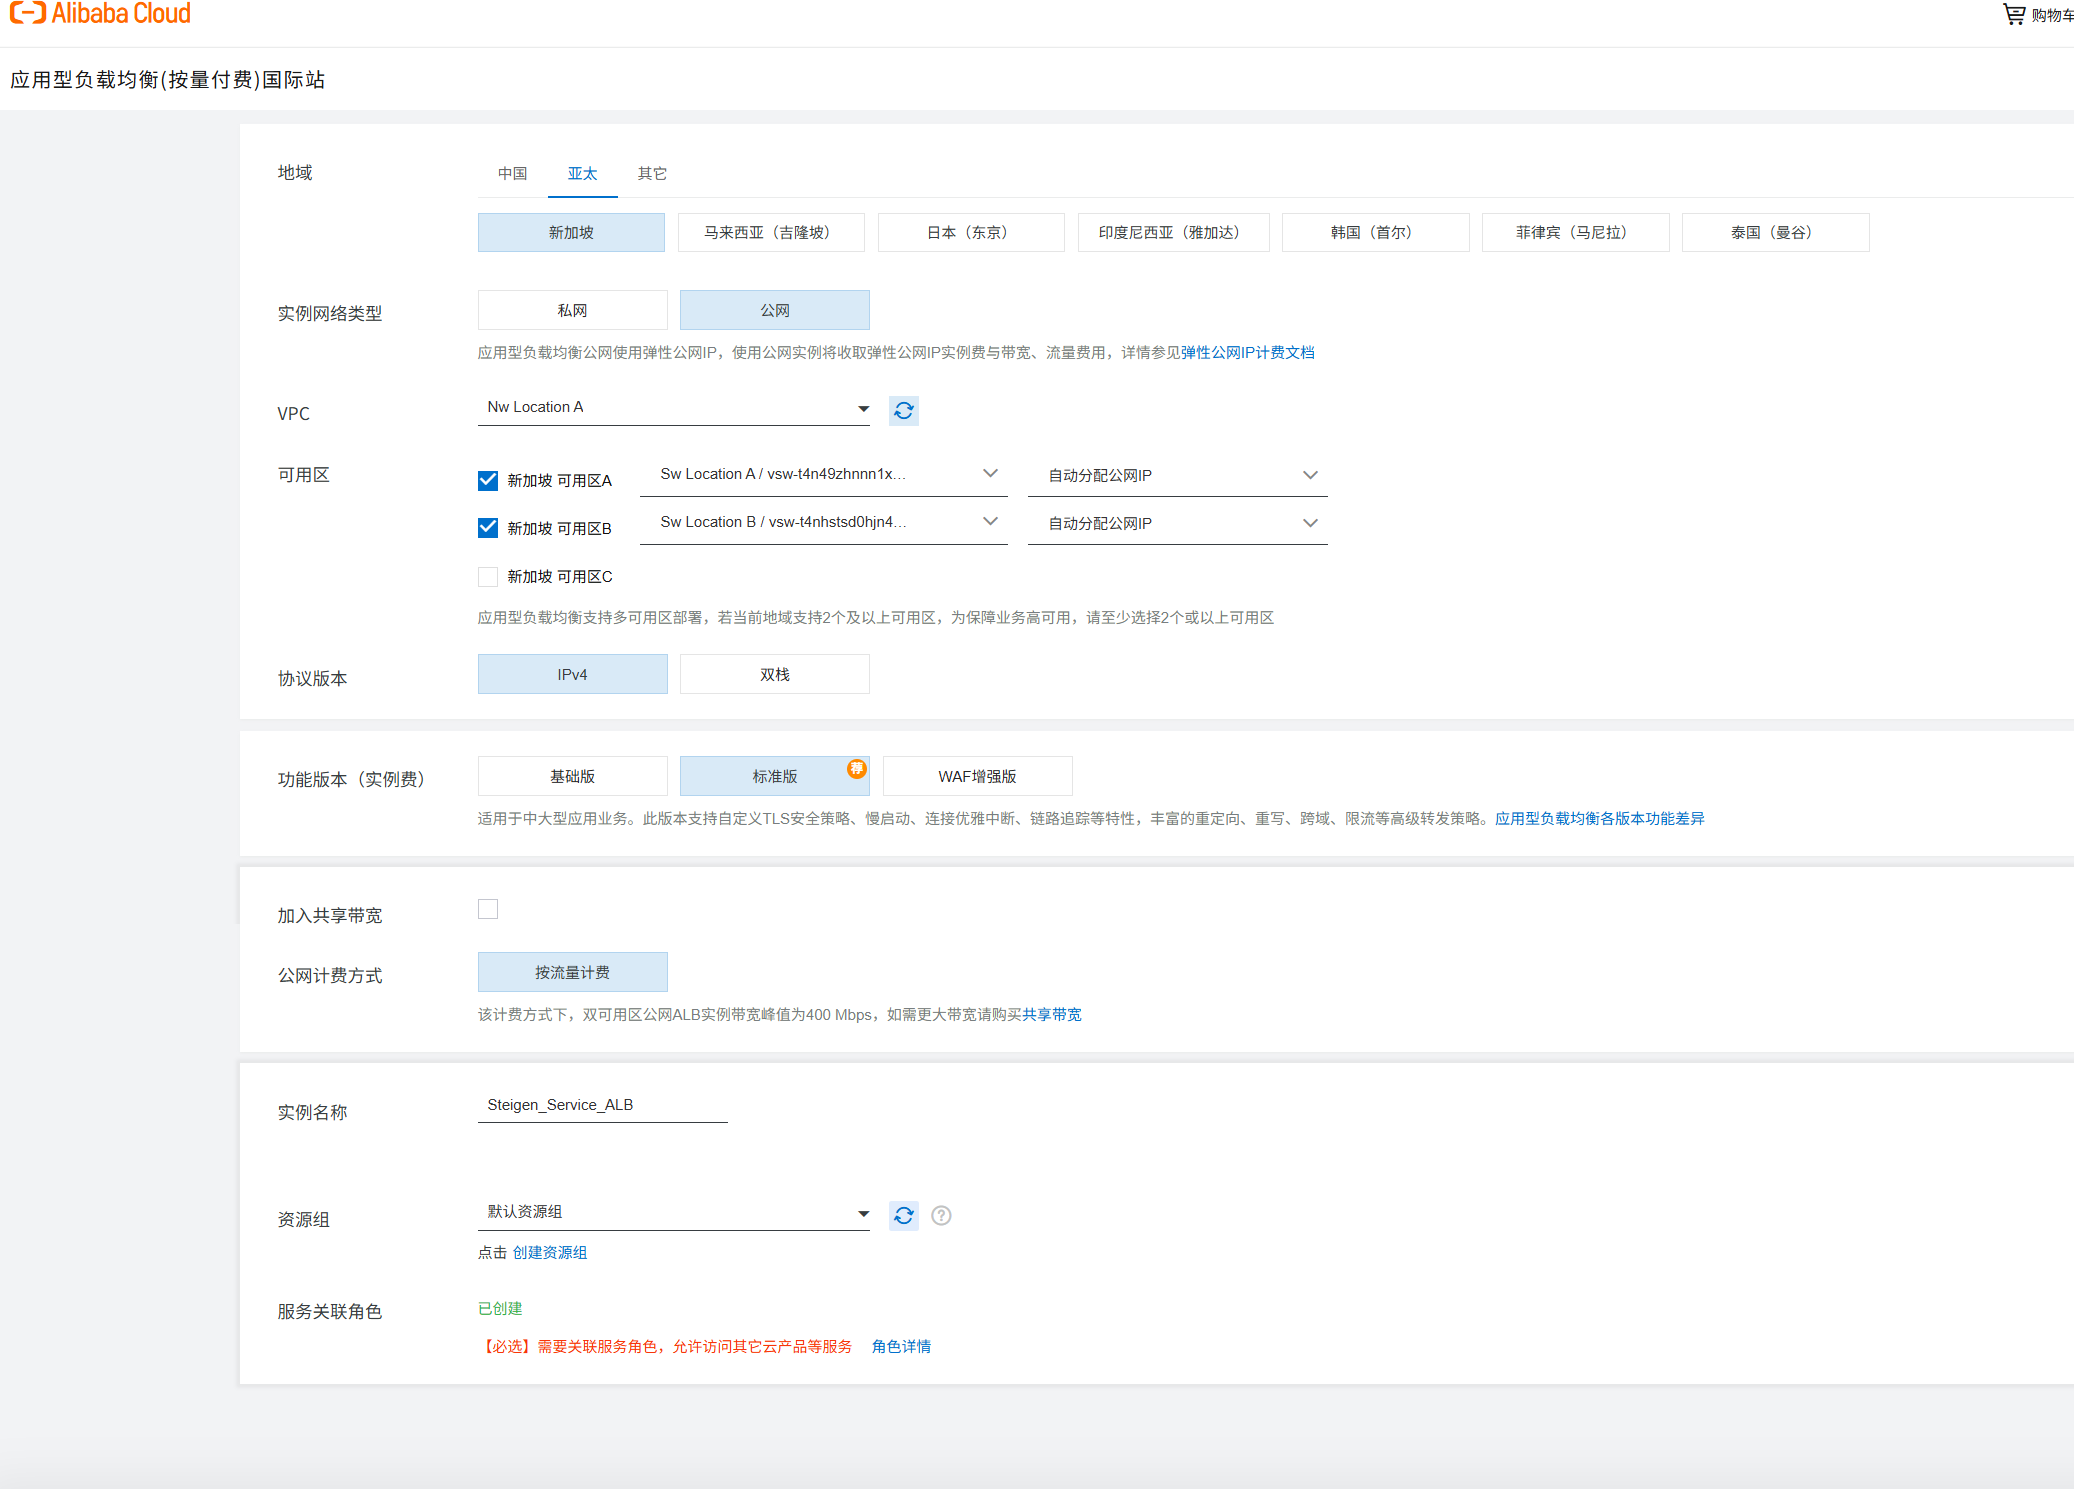 Alibaba Cloud
购物车
应用型负载均衡(按量付费)国际站
地域
中国 亚太 其它
新加坡 马来西亚（吉隆坡） 日本（东京） 印度尼西亚（雅加达） 韩国（首尔） 菲律宾（马尼拉） 泰国（曼谷）
实例网络类型
私网 公网
应用型负载均衡公网使用弹性公网IP，使用公网实例将收取弹性公网IP实例费与带宽、流量费用，详情参见弹性公网IP计费文档
VPC
Nw Location A
可用区
新加坡 可用区A Sw Location A / vsw-t4n49zhnnn1x... 自动分配公网IP
新加坡 可用区B Sw Location B / vsw-t4nhstsd0hjn4... 自动分配公网IP
新加坡 可用区C
应用型负载均衡支持多可用区部署，若当前地域支持2个及以上可用区，为保障业务高可用，请至少选择2个或以上可用区
协议版本
IPv4 双栈
功能版本（实例费）
基础版 标准版 荐 WAF增强版
适用于中大型应用业务。此版本支持自定义TLS安全策略、慢启动、连接优雅中断、链路追踪等特性，丰富的重定向、重写、跨域、限流等高级转发策略。应用型负载均衡各版本功能差异
加入共享带宽
公网计费方式
按流量计费
该计费方式下，双可用区公网ALB实例带宽峰值为400 Mbps，如需更大带宽请购买共享带宽
实例名称
Steigen_Service_ALB
资源组
默认资源组
点击 创建资源组
服务关联角色
已创建
【必选】需要关联服务角色，允许访问其它云产品等服务 角色详情